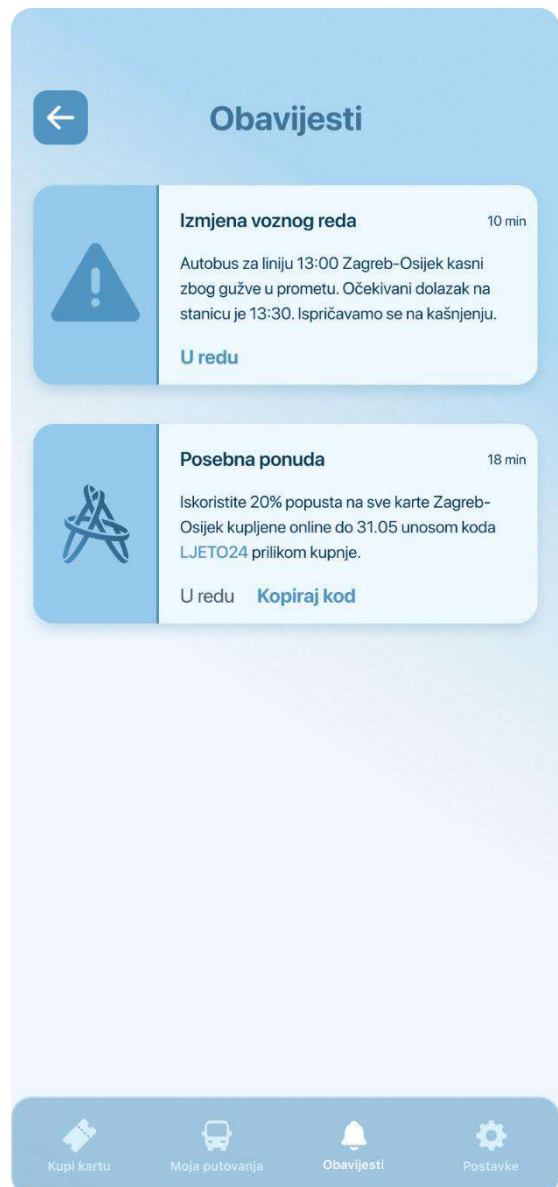 Obavijesti
Izmjena voznog reda 10 min
Autobus za liniju 13:00 Zagreb-Osijek kasni
zbog gužve u prometu. Očekivani dolazak na
stanicu je 13:30. Ispričavamo se na kašnjenju.
U redu
Posebna ponuda 18 min
Iskoristite 20% popusta na sve karte Zagreb-
Osijek kupljene online do 31.05 unosom koda
LJETO24 prilikom kupnje.
U redu Kopiraj kod
Kupi kartu Moja putovanja Obavijesti Postavke